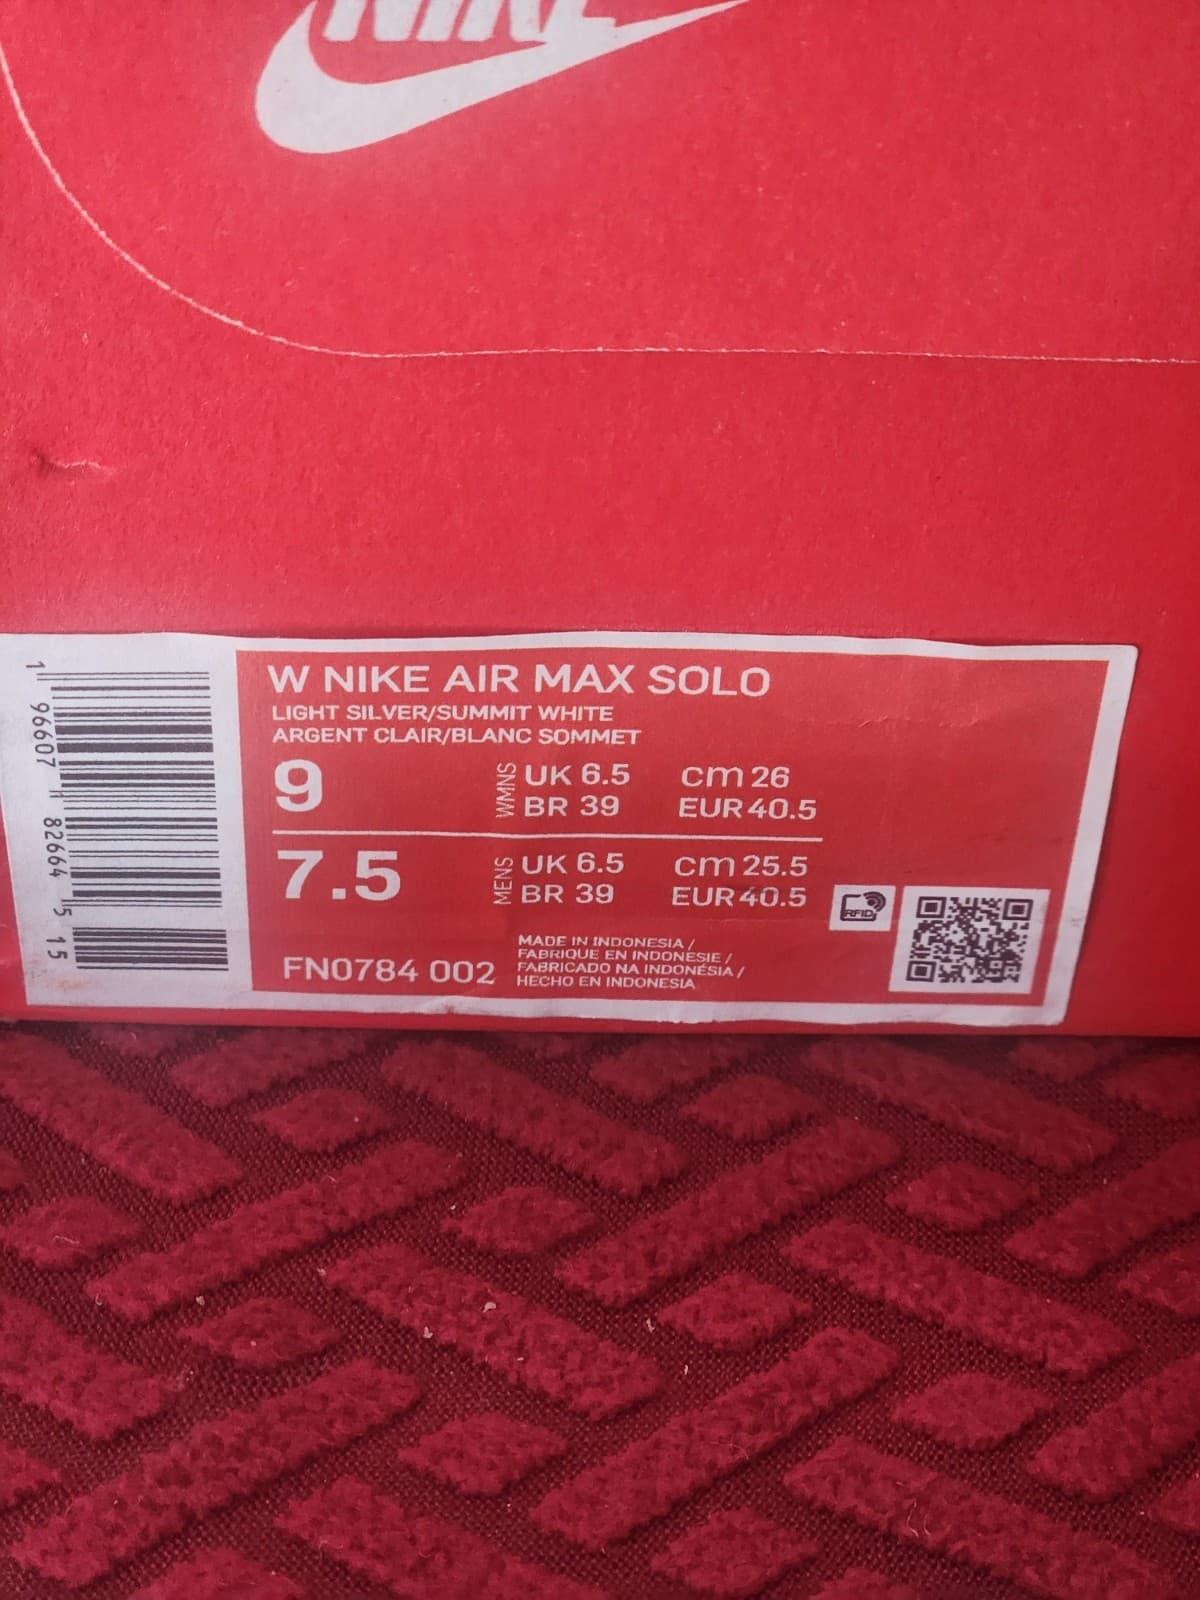 NIKE
W NIKE AIR MAX SOLO
LIGHT SILVER/SUMMIT WHITE
ARGENT CLAIR/BLANC SOMMET
9 WMNS UK 6.5 cm 26
BR 39 EUR 40.5
7.5 MENS UK 6.5 cm 25.5
BR 39 EUR 40.5
RFID
FN0784 002
MADE IN INDONESIA /
FABRIQUE EN INDONESIE /
FABRICADO NA INDONÉSIA /
HECHO EN INDONESIA
1 96607 82664 5 15